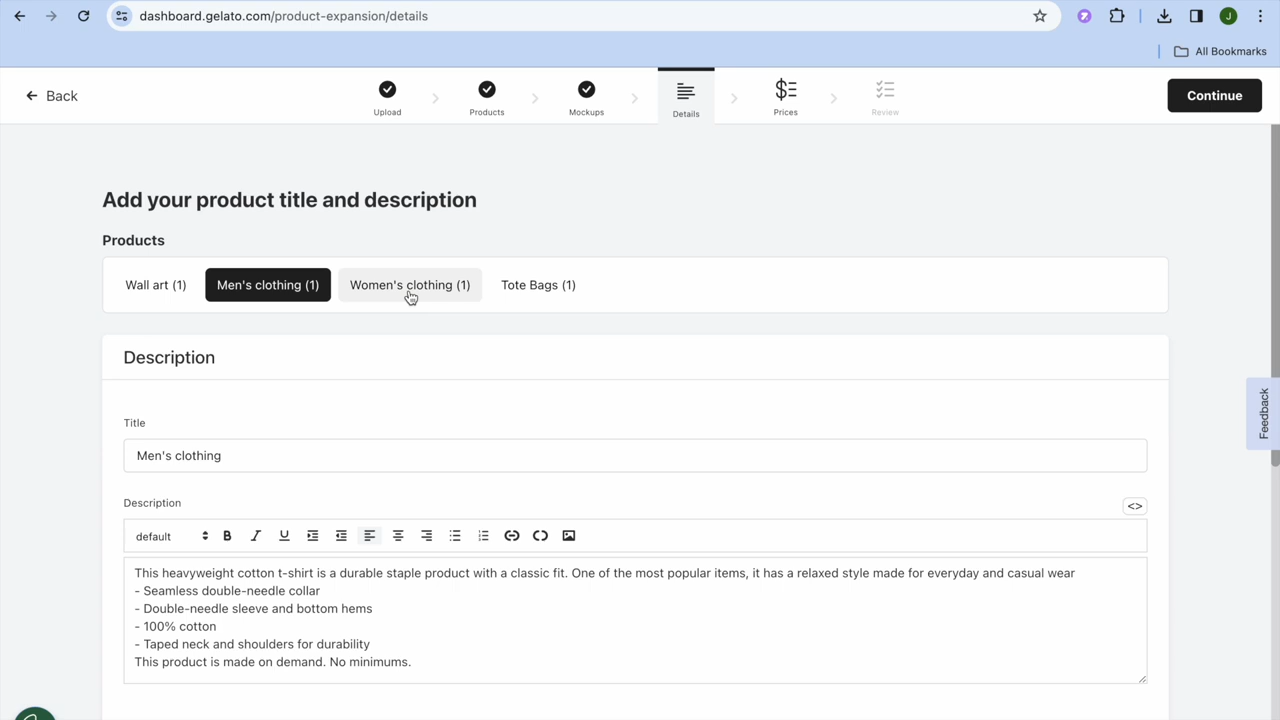 dashboard.gelato.com/product-expansion/details
J
All Bookmarks
Back
Upload
Products
Mockups
Details
Prices
Review
Continue
Add your product title and description
Products
Wall art (1)
Men's clothing (1)
Women's clothing (1)
Tote Bags (1)
Description
Feedback
Title
Men's clothing
Description
<>
default
B
I
U
This heavyweight cotton t-shirt is a durable staple product with a classic fit. One of the most popular items, it has a relaxed style made for everyday and casual wear
- Seamless double-needle collar
- Double-needle sleeve and bottom hems
- 100% cotton
- Taped neck and shoulders for durability
This product is made on demand. No minimums.